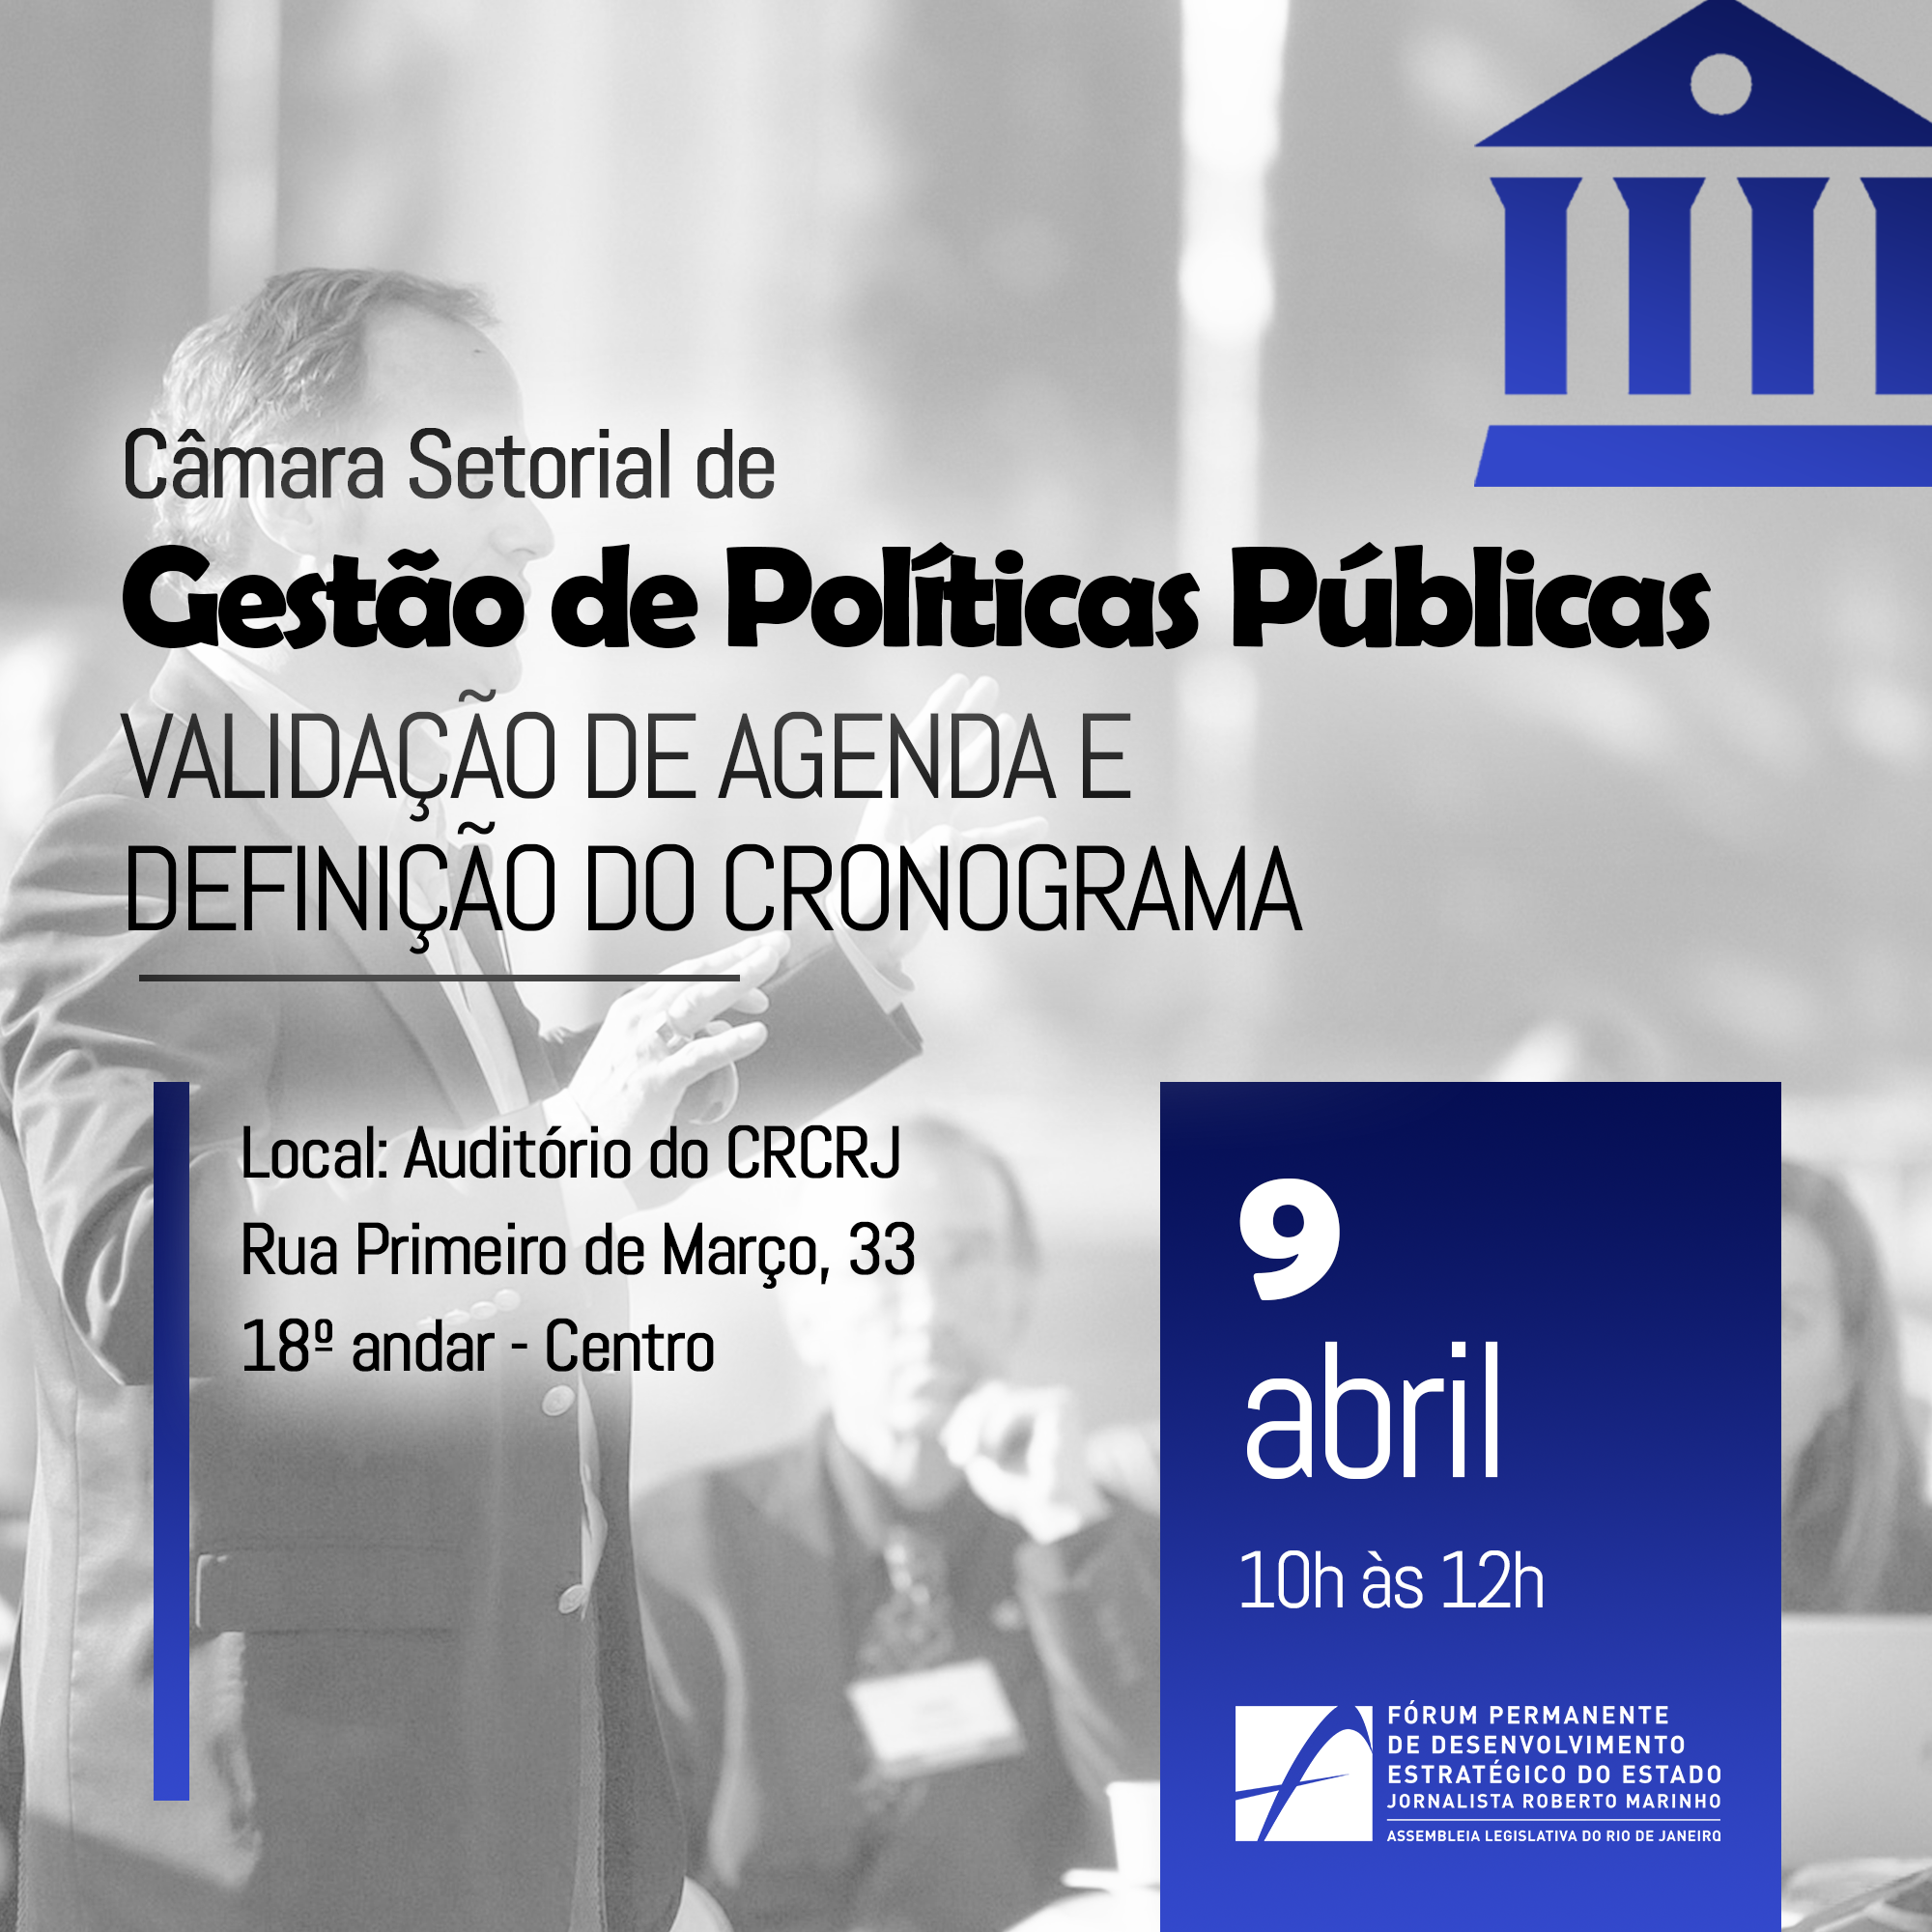 Câmara Setorial de
Gestão de Políticas Públicas
VALIDAÇÃO DE AGENDA E
DEFINIÇÃO DO CRONOGRAMA
Local: Auditório do CRCRJ
Rua Primeiro de Março, 33
18º andar - Centro
9
abril
10h às 12h
FÓRUM PERMANENTE
DE DESENVOLVIMENTO
ESTRATÉGICO DO ESTADO
JORNALISTA ROBERTO MARINHO
ASSEMBLEIA LEGISLATIVA DO RIO DE JANEIRO